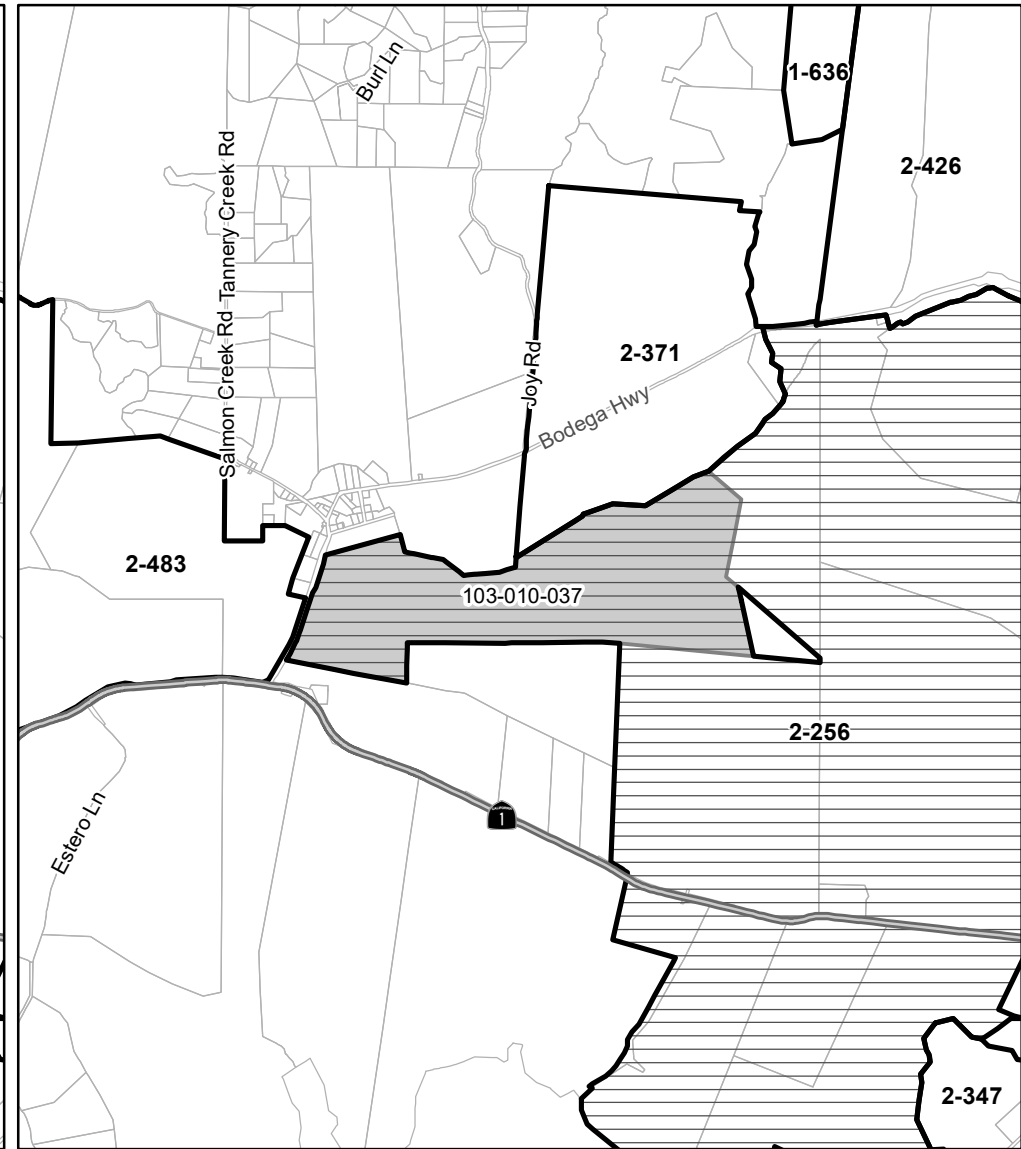 Burl Ln
1-636
2-426
Salmon Creek Rd-Tannery Creek Rd
Joy Rd
2-371
Bodega Hwy
2-483
103-010-037
2-256
Estero Ln
CALIFORNIA
1
2-347